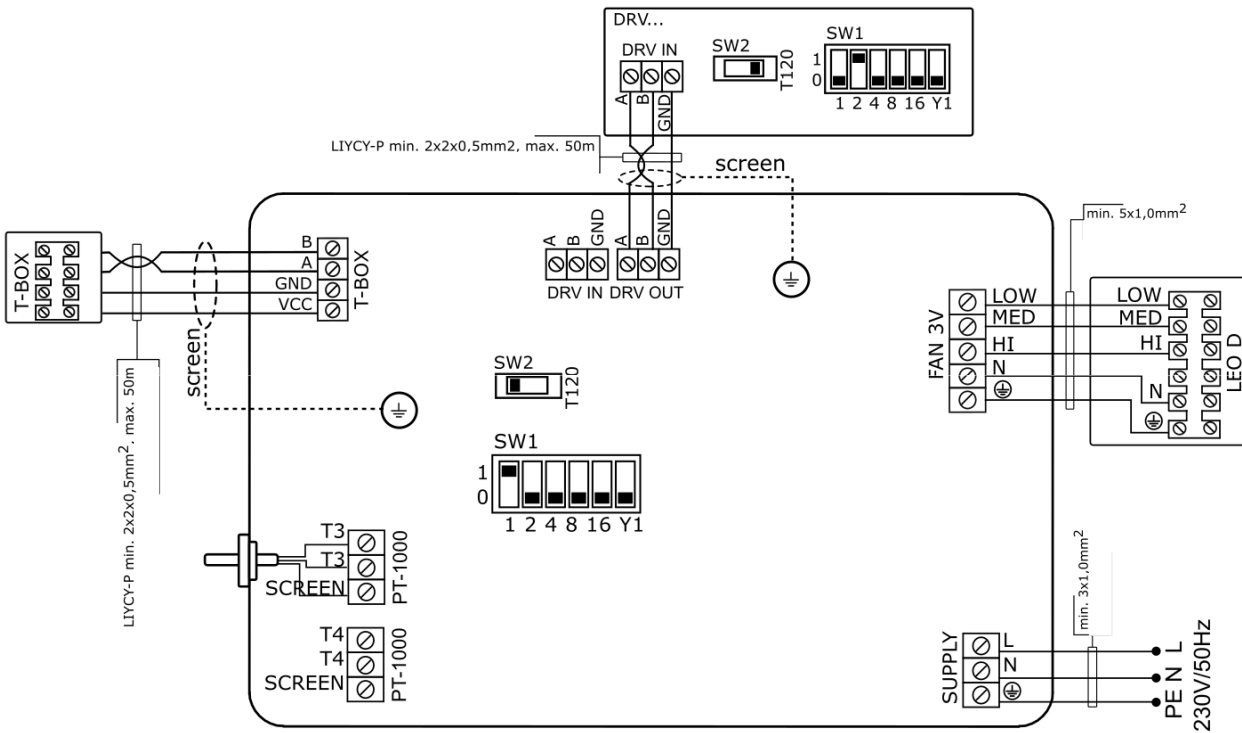 DRV...
DRV IN
SW2
SW1
T120
1
0
1 2 4 8 16 Y1
A
B
GND
LIYCY-P min. 2x2x0,5mm2, max. 50m
screen
A
B
GND
A
B
GND
DRV IN
DRV OUT
T-BOX
B
A
GND
VCC
T-BOX
screen
LIYCY-P min. 2x2x0,5mm², max. 50m
min. 5x1,0mm²
FAN 3V
LOW
MED
HI
N
LOW
MED
HI
N
LEO D
SW2
T120
SW1
1
0
1 2 4 8 16 Y1
T3
T3
SCREEN
PT-1000
T4
T4
SCREEN
PT-1000
min. 3x1,0mm²
SUPPLY
L
N
L
N
PE
230V/50Hz